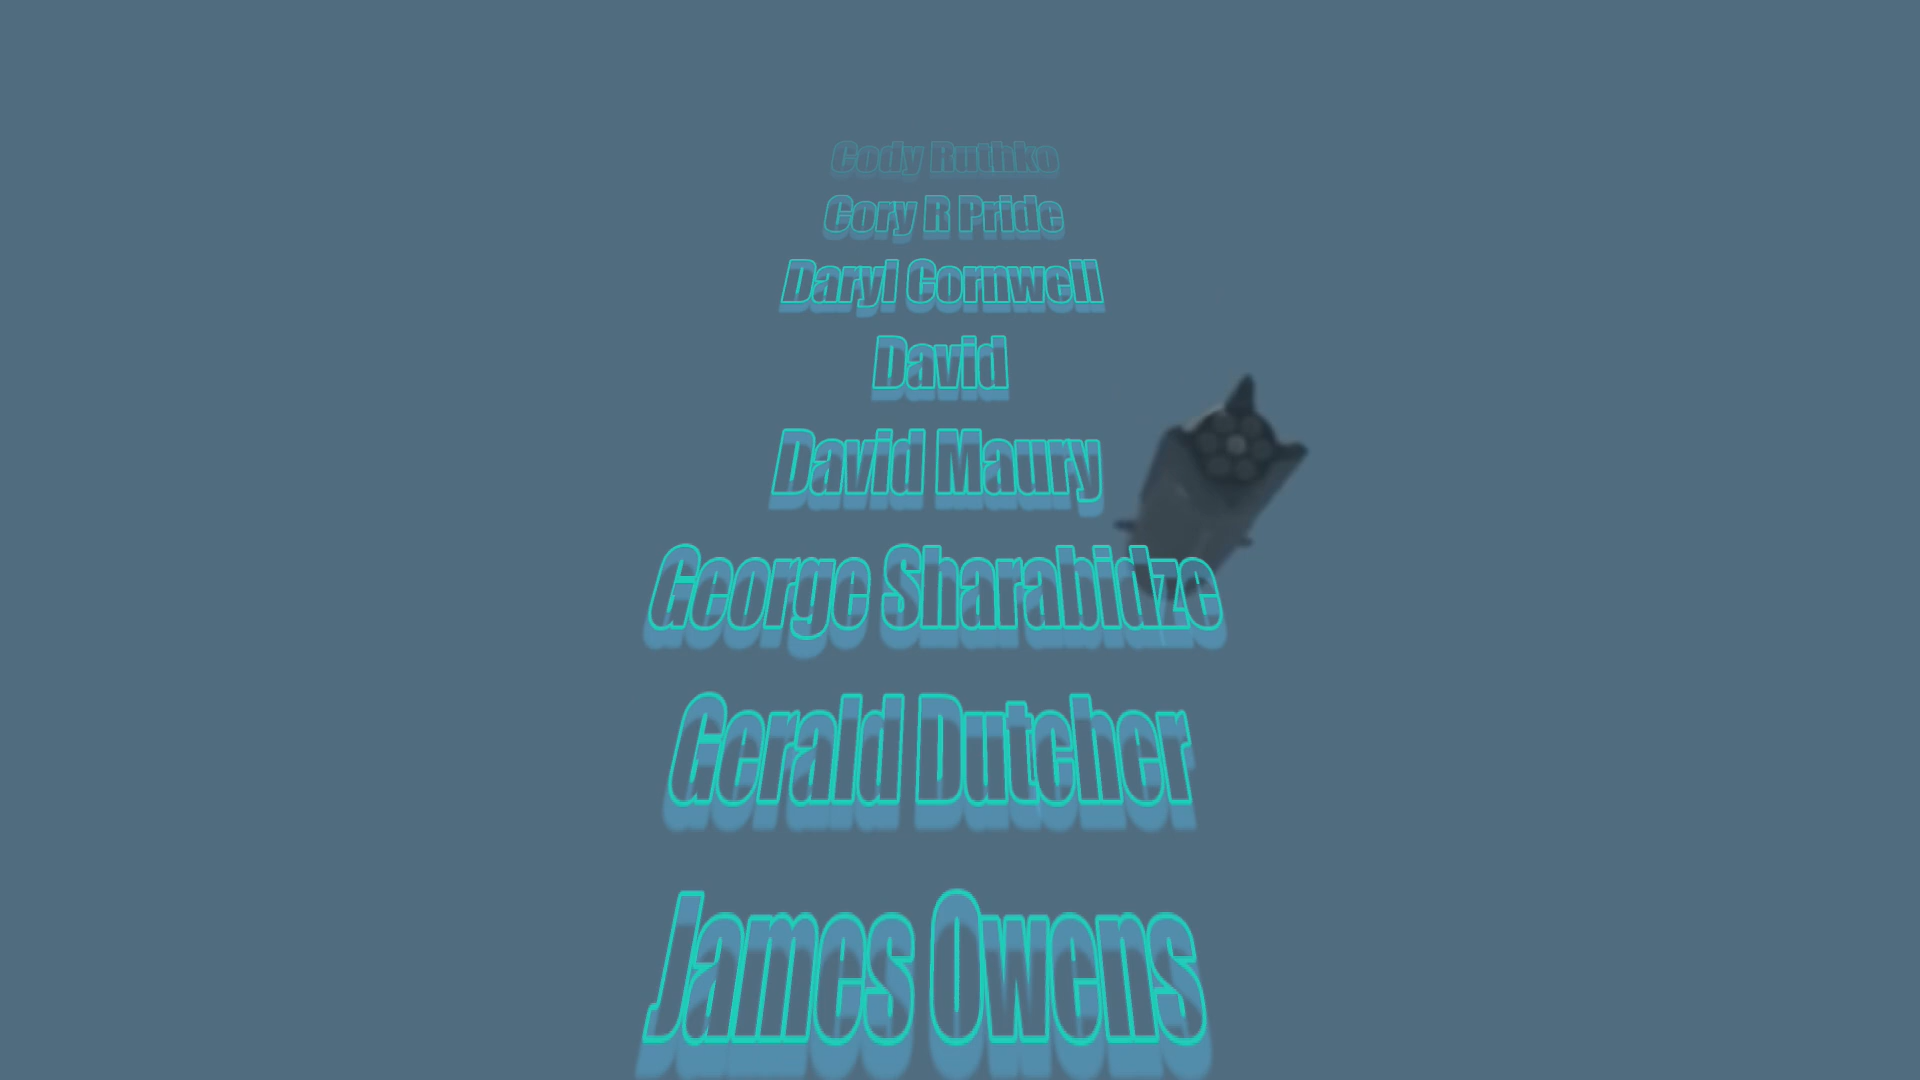 Cody Ruthko
Cory R Pride
Daryl Cornwell
David
David Maury
George Sharabidze
Gerald Dutcher
James Owens